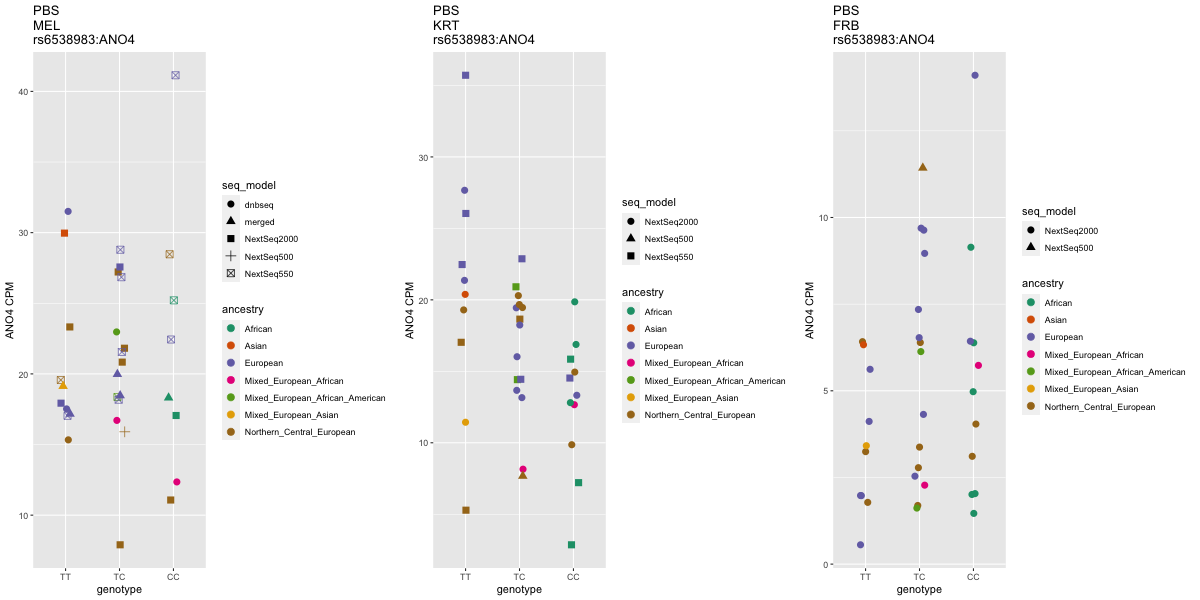 PBS
MEL
rs6538983:ANO4
40
30
20
10
ANO4 CPM
TT
TC
CC
genotype
seq_model
dnbseq
merged
NextSeq2000
NextSeq500
NextSeq550
ancestry
African
Asian
European
Mixed_European_African
Mixed_European_African_American
Mixed_European_Asian
Northern_Central_European
PBS
KRT
rs6538983:ANO4
30
20
10
ANO4 CPM
TT
TC
CC
genotype
seq_model
NextSeq2000
NextSeq500
NextSeq550
ancestry
African
Asian
European
Mixed_European_African
Mixed_European_African_American
Mixed_European_Asian
Northern_Central_European
PBS
FRB
rs6538983:ANO4
10
5
0
ANO4 CPM
TT
TC
CC
genotype
seq_model
NextSeq2000
NextSeq500
ancestry
African
Asian
European
Mixed_European_African
Mixed_European_African_American
Mixed_European_Asian
Northern_Central_European